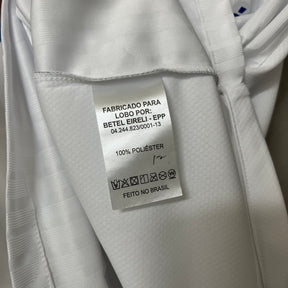 FABRICADO PARA
LOBO POR:
BETEL EIRELI - EPP
04.244.823/0001-13
100% POLIÉSTER
FEITO NO BRASIL